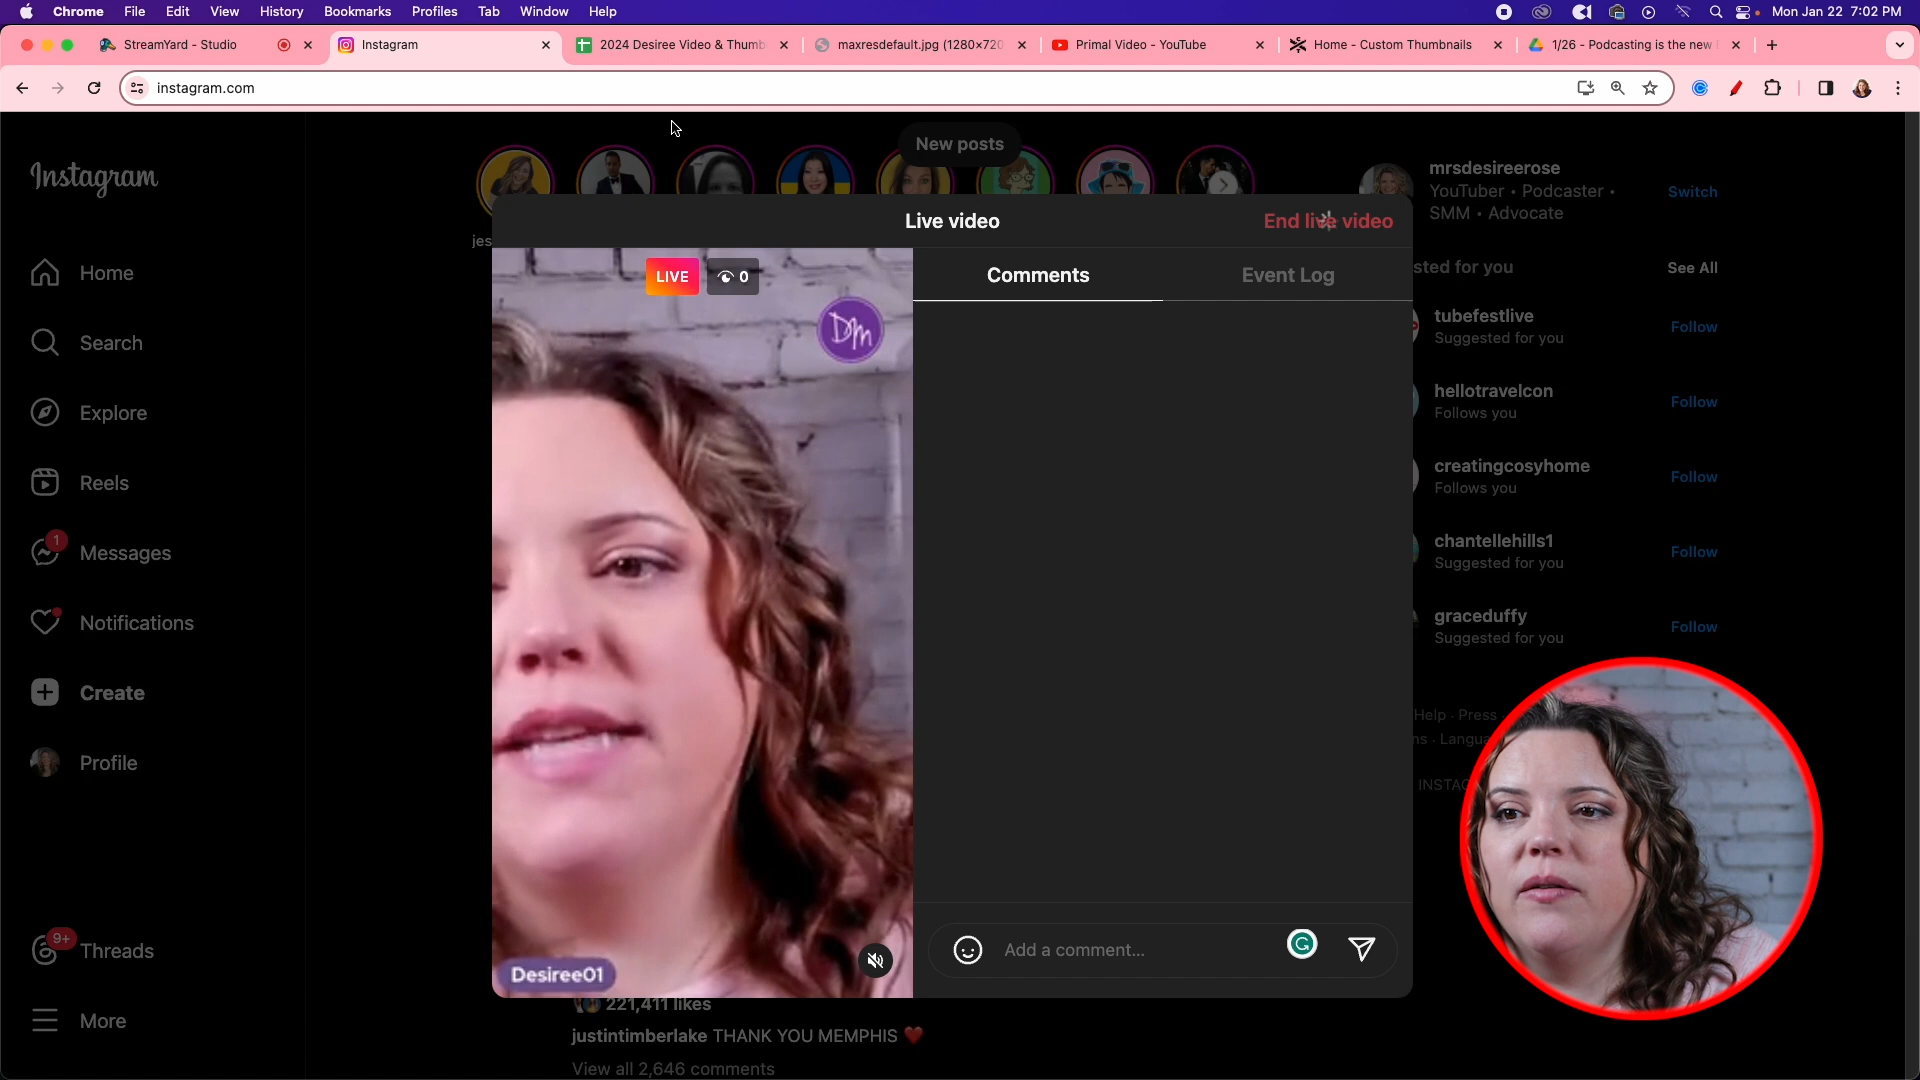 Chrome File Edit View History Bookmarks Profiles Tab Window Help
Mon Jan 22 7:02 PM
StreamYard - Studio
Instagram
2024 Desiree Video & Thumb
maxresdefault.jpg (1280×720
Primal Video - YouTube
Home - Custom Thumbnails
1/26 - Podcasting is the new
instagram.com
Instagram
New posts
mrsdesireerose
YouTuber • Podcaster •
SMM • Advocate
Switch
jes
Live video
End live video
LIVE
0
DM
Comments
Event Log
sted for you
See All
Home
Search
Explore
Reels
1
Messages
Notifications
Create
Profile
9+
Threads
More
tubefestlive
Suggested for you
Follow
hellotravelcon
Follows you
Follow
creatingcosyhome
Follows you
Follow
chantellehills1
Suggested for you
Follow
graceduffy
Suggested for you
Follow
Help · Press
ns · Langua
INSTAG
Desiree01
Add a comment...
221,411 likes
justintimberlake THANK YOU MEMPHIS ❤️
View all 2,646 comments